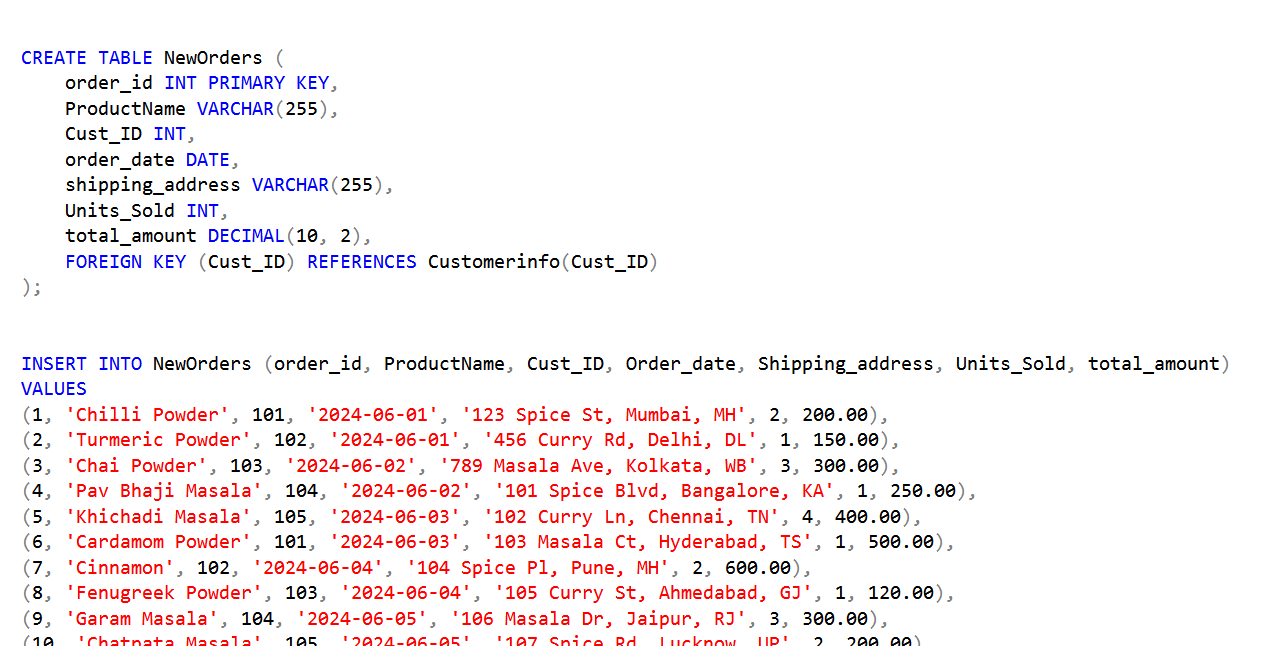 CREATE TABLE NewOrders (
    order_id INT PRIMARY KEY,
    ProductName VARCHAR(255),
    Cust_ID INT,
    order_date DATE,
    shipping_address VARCHAR(255),
    Units_Sold INT,
    total_amount DECIMAL(10, 2),
    FOREIGN KEY (Cust_ID) REFERENCES Customerinfo(Cust_ID)
);
INSERT INTO NewOrders (order_id, ProductName, Cust_ID, Order_date, Shipping_address, Units_Sold, total_amount)
VALUES
(1, 'Chilli Powder', 101, '2024-06-01', '123 Spice St, Mumbai, MH', 2, 200.00),
(2, 'Turmeric Powder', 102, '2024-06-01', '456 Curry Rd, Delhi, DL', 1, 150.00),
(3, 'Chai Powder', 103, '2024-06-02', '789 Masala Ave, Kolkata, WB', 3, 300.00),
(4, 'Pav Bhaji Masala', 104, '2024-06-02', '101 Spice Blvd, Bangalore, KA', 1, 250.00),
(5, 'Khichadi Masala', 105, '2024-06-03', '102 Curry Ln, Chennai, TN', 4, 400.00),
(6, 'Cardamom Powder', 101, '2024-06-03', '103 Masala Ct, Hyderabad, TS', 1, 500.00),
(7, 'Cinnamon', 102, '2024-06-04', '104 Spice Pl, Pune, MH', 2, 600.00),
(8, 'Fenugreek Powder', 103, '2024-06-04', '105 Curry St, Ahmedabad, GJ', 1, 120.00),
(9, 'Garam Masala', 104, '2024-06-05', '106 Masala Dr, Jaipur, RJ', 3, 300.00),
(10, 'Chatpata Masala', 105, '2024-06-05', '107 Spice Rd, Lucknow, UP', 2, 200.00)